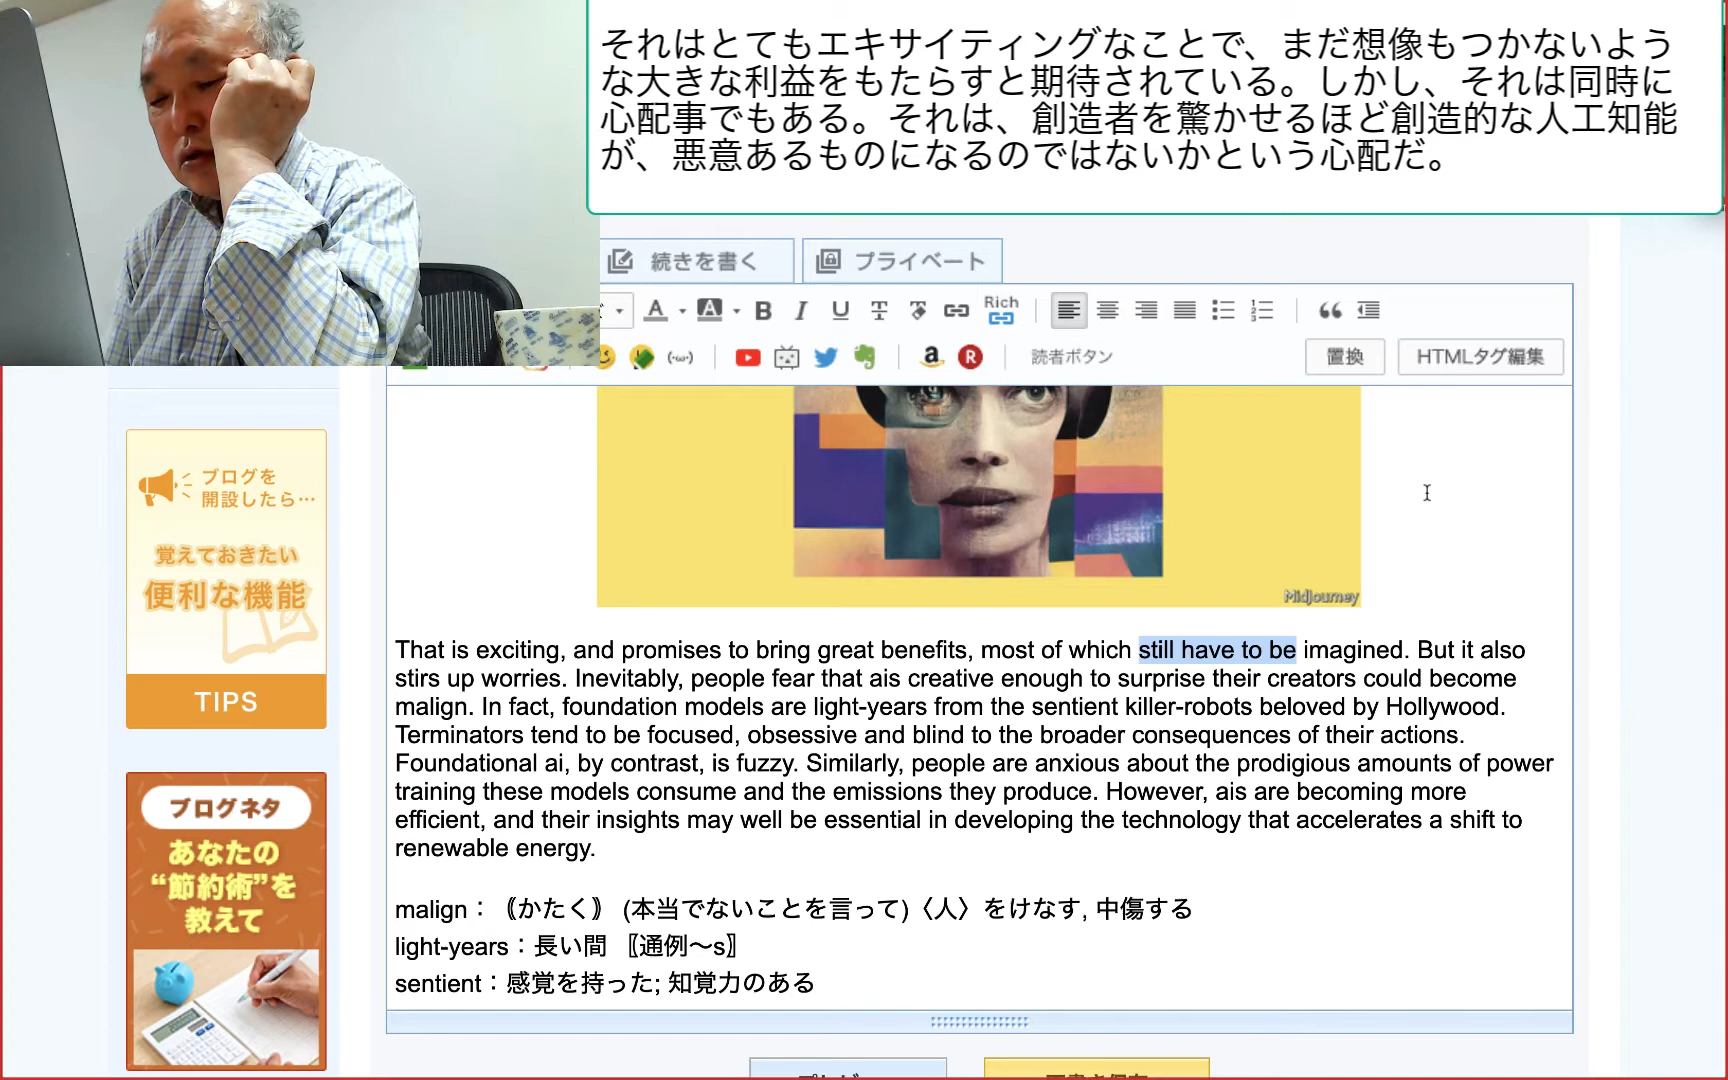 それはとてもエキサイティングなことで、まだ想像もつかないよう
な大きな利益をもたらすと期待されている。しかし、それは同時に
心配事でもある。それは、創造者を驚かせるほど創造的な人工知能
が、悪意あるものになるのではないかという心配だ。
続きを書く
プライベート
Rich
読者ボタン
置換
HTMLタグ編集
ブログを
開設したら…
覚えておきたい
便利な機能
TIPS
ブログネタ
あなたの
“節約術”を
教えて
Midjourney
That is exciting, and promises to bring great benefits, most of which still have to be imagined. But it also
stirs up worries. Inevitably, people fear that ais creative enough to surprise their creators could become
malign. In fact, foundation models are light-years from the sentient killer-robots beloved by Hollywood.
Terminators tend to be focused, obsessive and blind to the broader consequences of their actions.
Foundational ai, by contrast, is fuzzy. Similarly, people are anxious about the prodigious amounts of power
training these models consume and the emissions they produce. However, ais are becoming more
efficient, and their insights may well be essential in developing the technology that accelerates a shift to
renewable energy.
malign：⦅かたく⦆ (本当でないことを言って)〈人〉をけなす, 中傷する
light-years：長い間 〖通例〜s〗
sentient：感覚を持った; 知覚力のある